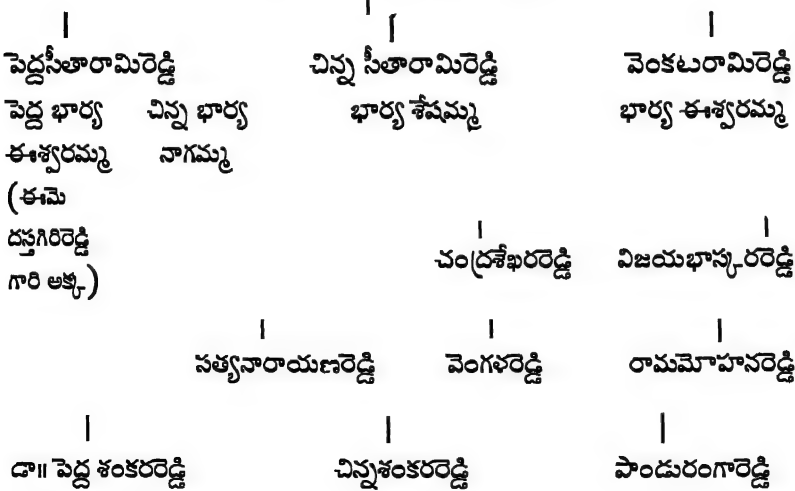 పెద్దసీతారామిరెడ్డి చిన్న సీతారామిరెడ్డి వెంకటరామిరెడ్డి
పెద్ద భార్య చిన్న భార్య భార్య శేషమ్మ భార్య ఈశ్వరమ్మ
ఈశ్వరమ్మ నాగమ్మ
(ఈమె
దస్తగిరిరెడ్డి
గారి అక్క)
చంద్రశేఖరరెడ్డి విజయభాస్కరరెడ్డి
సత్యనారాయణరెడ్డి వెంగళరెడ్డి రామమోహనరెడ్డి
డా॥ పెద్ద శంకరరెడ్డి చిన్నశంకరరెడ్డి పాండురంగారెడ్డి